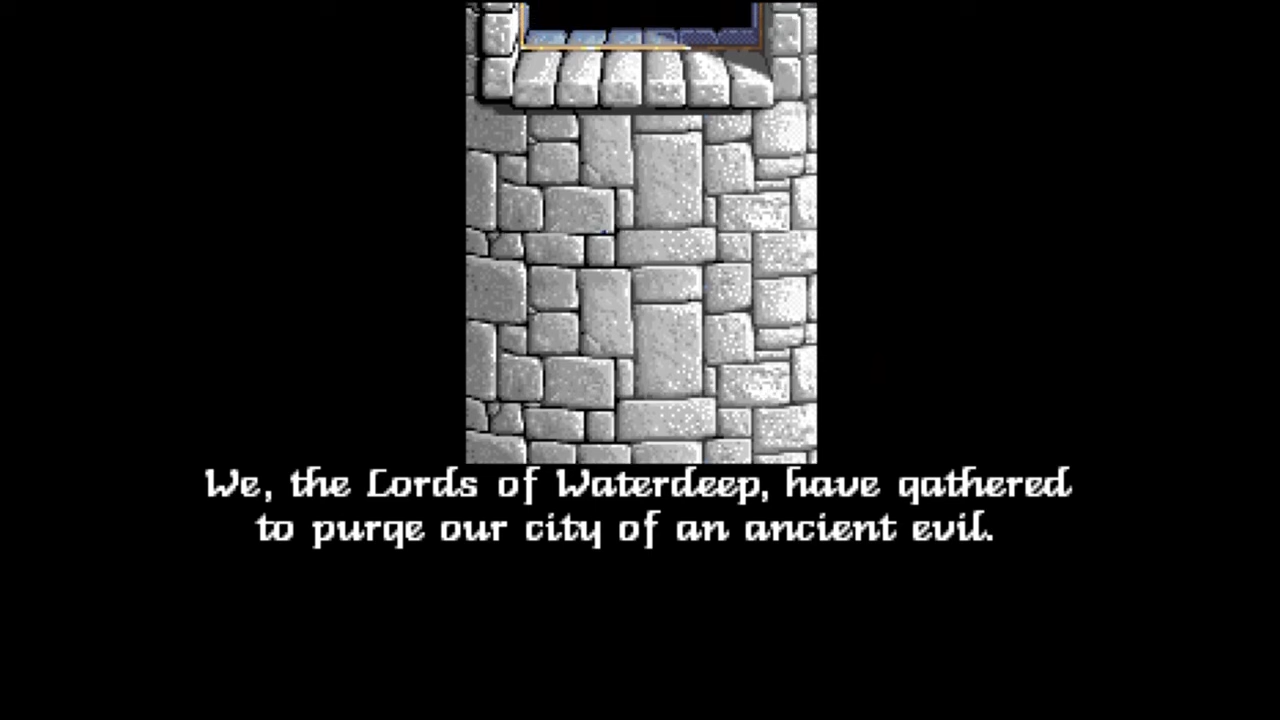 We, the Lords of Waterdeep, have gathered
to purge our city of an ancient evil.